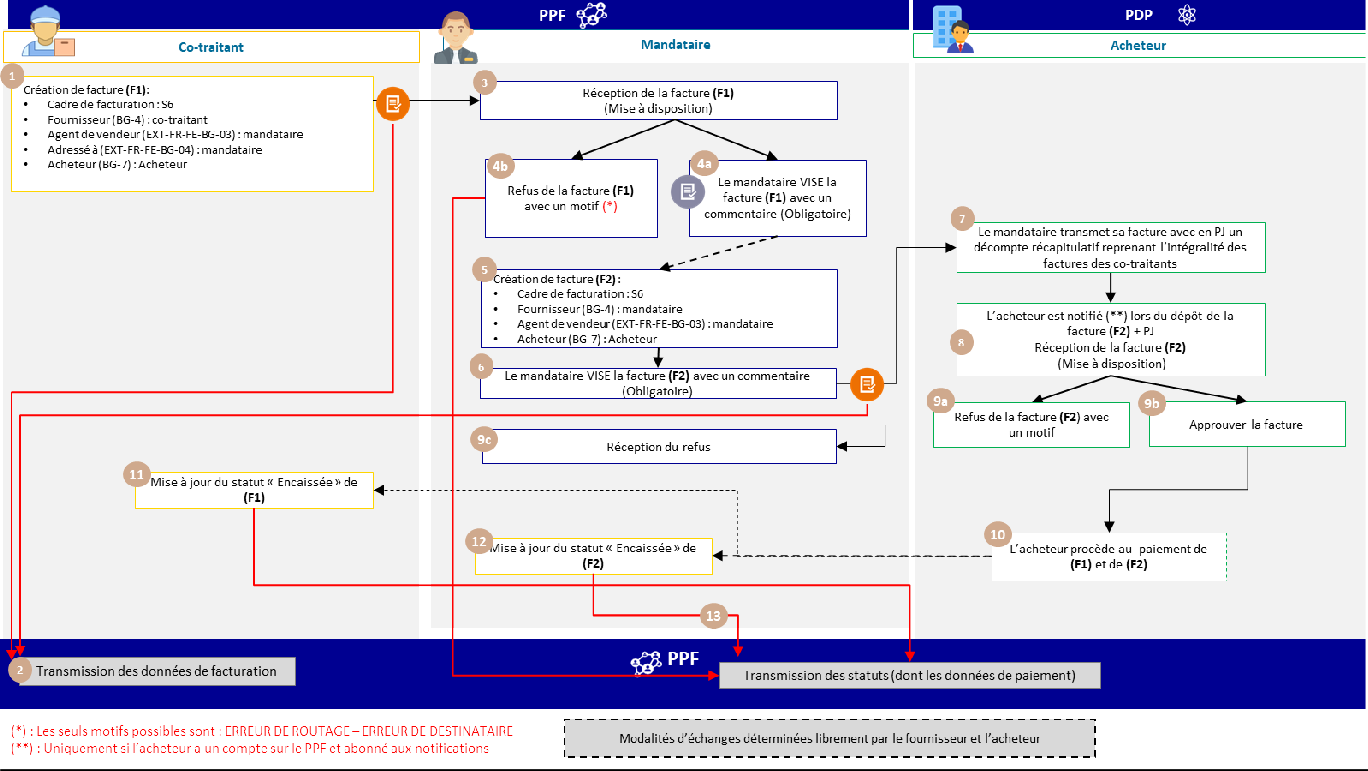 PPF
PDP
Co-traitant
Mandataire
Acheteur
1
Création de facture (F1) :
• Cadre de facturation : S6
• Fournisseur (BG-4) : co-traitant
• Agent de vendeur (EXT-FR-FE-BG-03) : mandataire
• Adressé à (EXT-FR-FE-BG-04) : mandataire
• Acheteur (BG-7) : Acheteur
3
Réception de la facture (F1)
(Mise à disposition)
4b
Refus de la facture (F1)
avec un motif (*)
4a
Le mandataire VISE la
facture (F1) avec un
commentaire (Obligatoire)
5
Création de facture (F2) :
• Cadre de facturation : S6
• Fournisseur (BG-4) : mandataire
• Agent de vendeur (EXT-FR-FE-BG-03) : mandataire
• Acheteur (BG-7) : Acheteur
6
Le mandataire VISE la facture (F2) avec un commentaire
(Obligatoire)
7
Le mandataire transmet sa facture avec en PJ un
décompte récapitulatif reprenant l'intégralité des
factures des co-traitants
8
L'acheteur est notifié (**) lors du dépôt de la
facture (F2) + PJ
Réception de la facture (F2)
(Mise à disposition)
9a
Refus de la facture (F2) avec
un motif
9b
Approuver la facture
9c
Réception du refus
10
L'acheteur procède au paiement de
(F1) et de (F2)
11
Mise à jour du statut « Encaissée » de
(F1)
12
Mise à jour du statut « Encaissée » de
(F2)
13
PPF
2
Transmission des données de facturation
Transmission des statuts (dont les données de paiement)
(*) : Les seuls motifs possibles sont : ERREUR DE ROUTAGE – ERREUR DE DESTINATAIRE
(**) : Uniquement si l'acheteur a un compte sur le PPF et abonné aux notifications
Modalités d'échanges déterminées librement par le fournisseur et l'acheteur